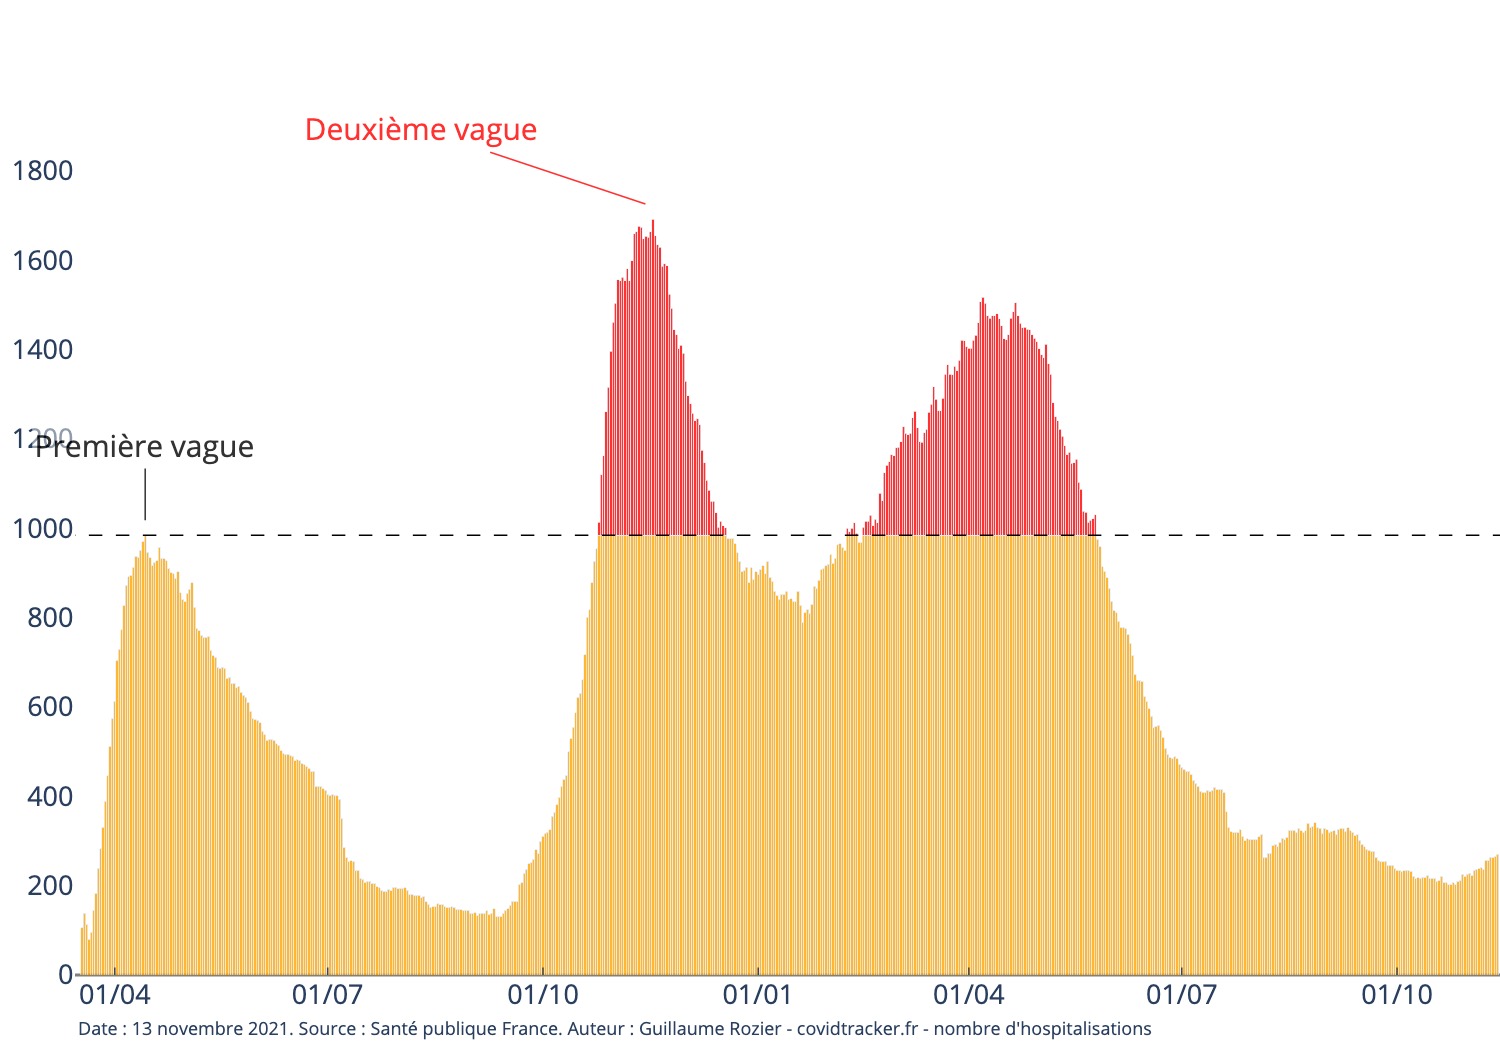 Deuxième vague
1800
1600
1400
1200
Première vague
1000
800
600
400
200
0
01/04 01/07 01/10 01/01 01/04 01/07 01/10
Date : 13 novembre 2021. Source : Santé publique France. Auteur : Guillaume Rozier - covidtracker.fr - nombre d'hospitalisations